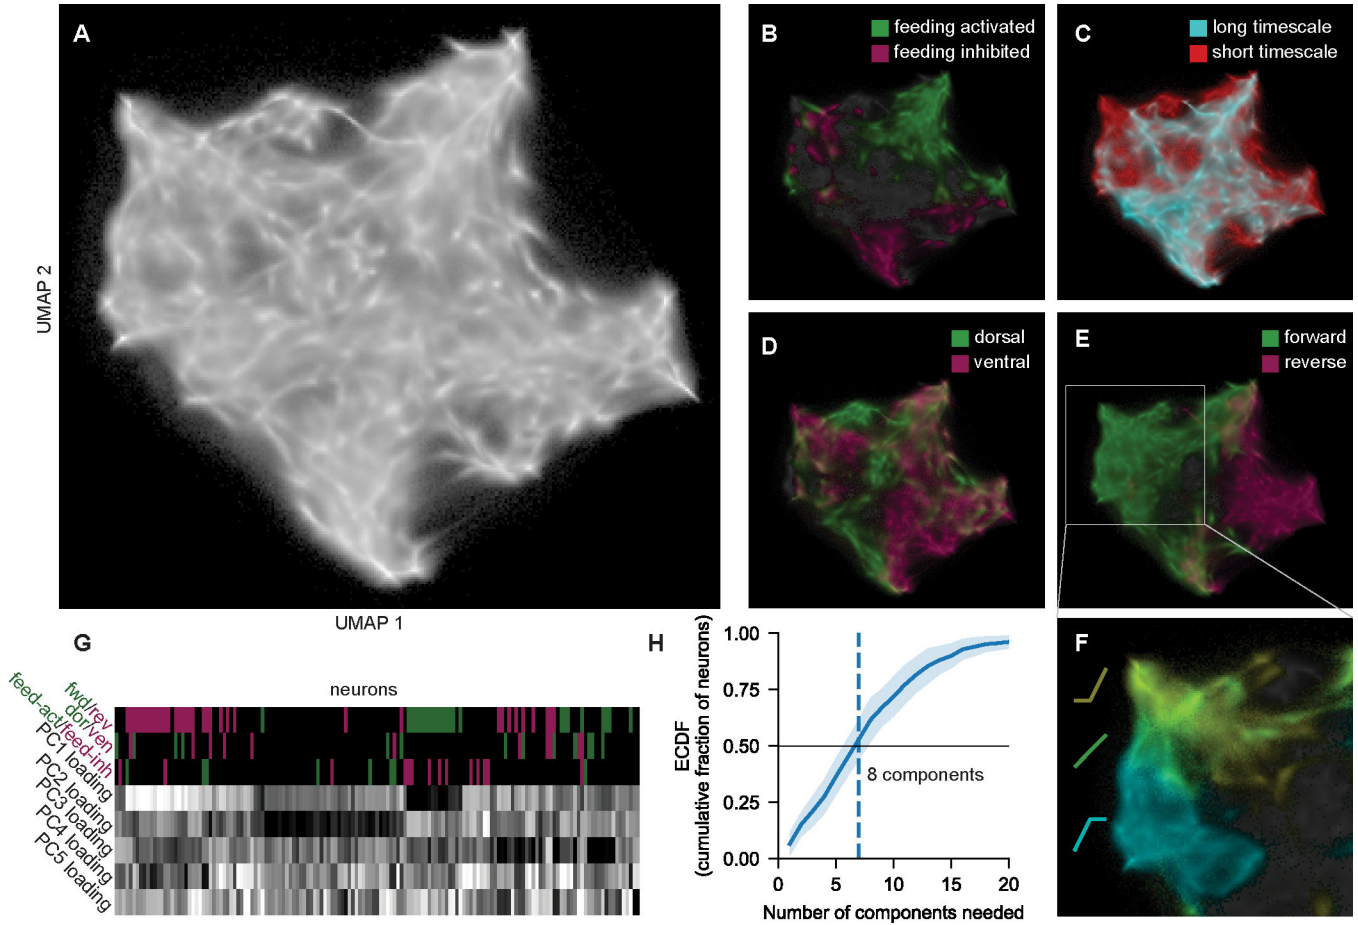 A
UMAP 2
UMAP 1
B
feeding activated
feeding inhibited
C
long timescale
short timescale
D
dorsal
ventral
E
forward
reverse
F
G
neurons
fwd/rev
dor/ven
feed-act/feed-inh
PC1 loading
PC2 loading
PC3 loading
PC4 loading
PC5 loading
H
ECDF
(cumulative fraction of neurons)
1.00
0.75
0.50
0.25
0.00
8 components
0 5 10 15 20
Number of components needed